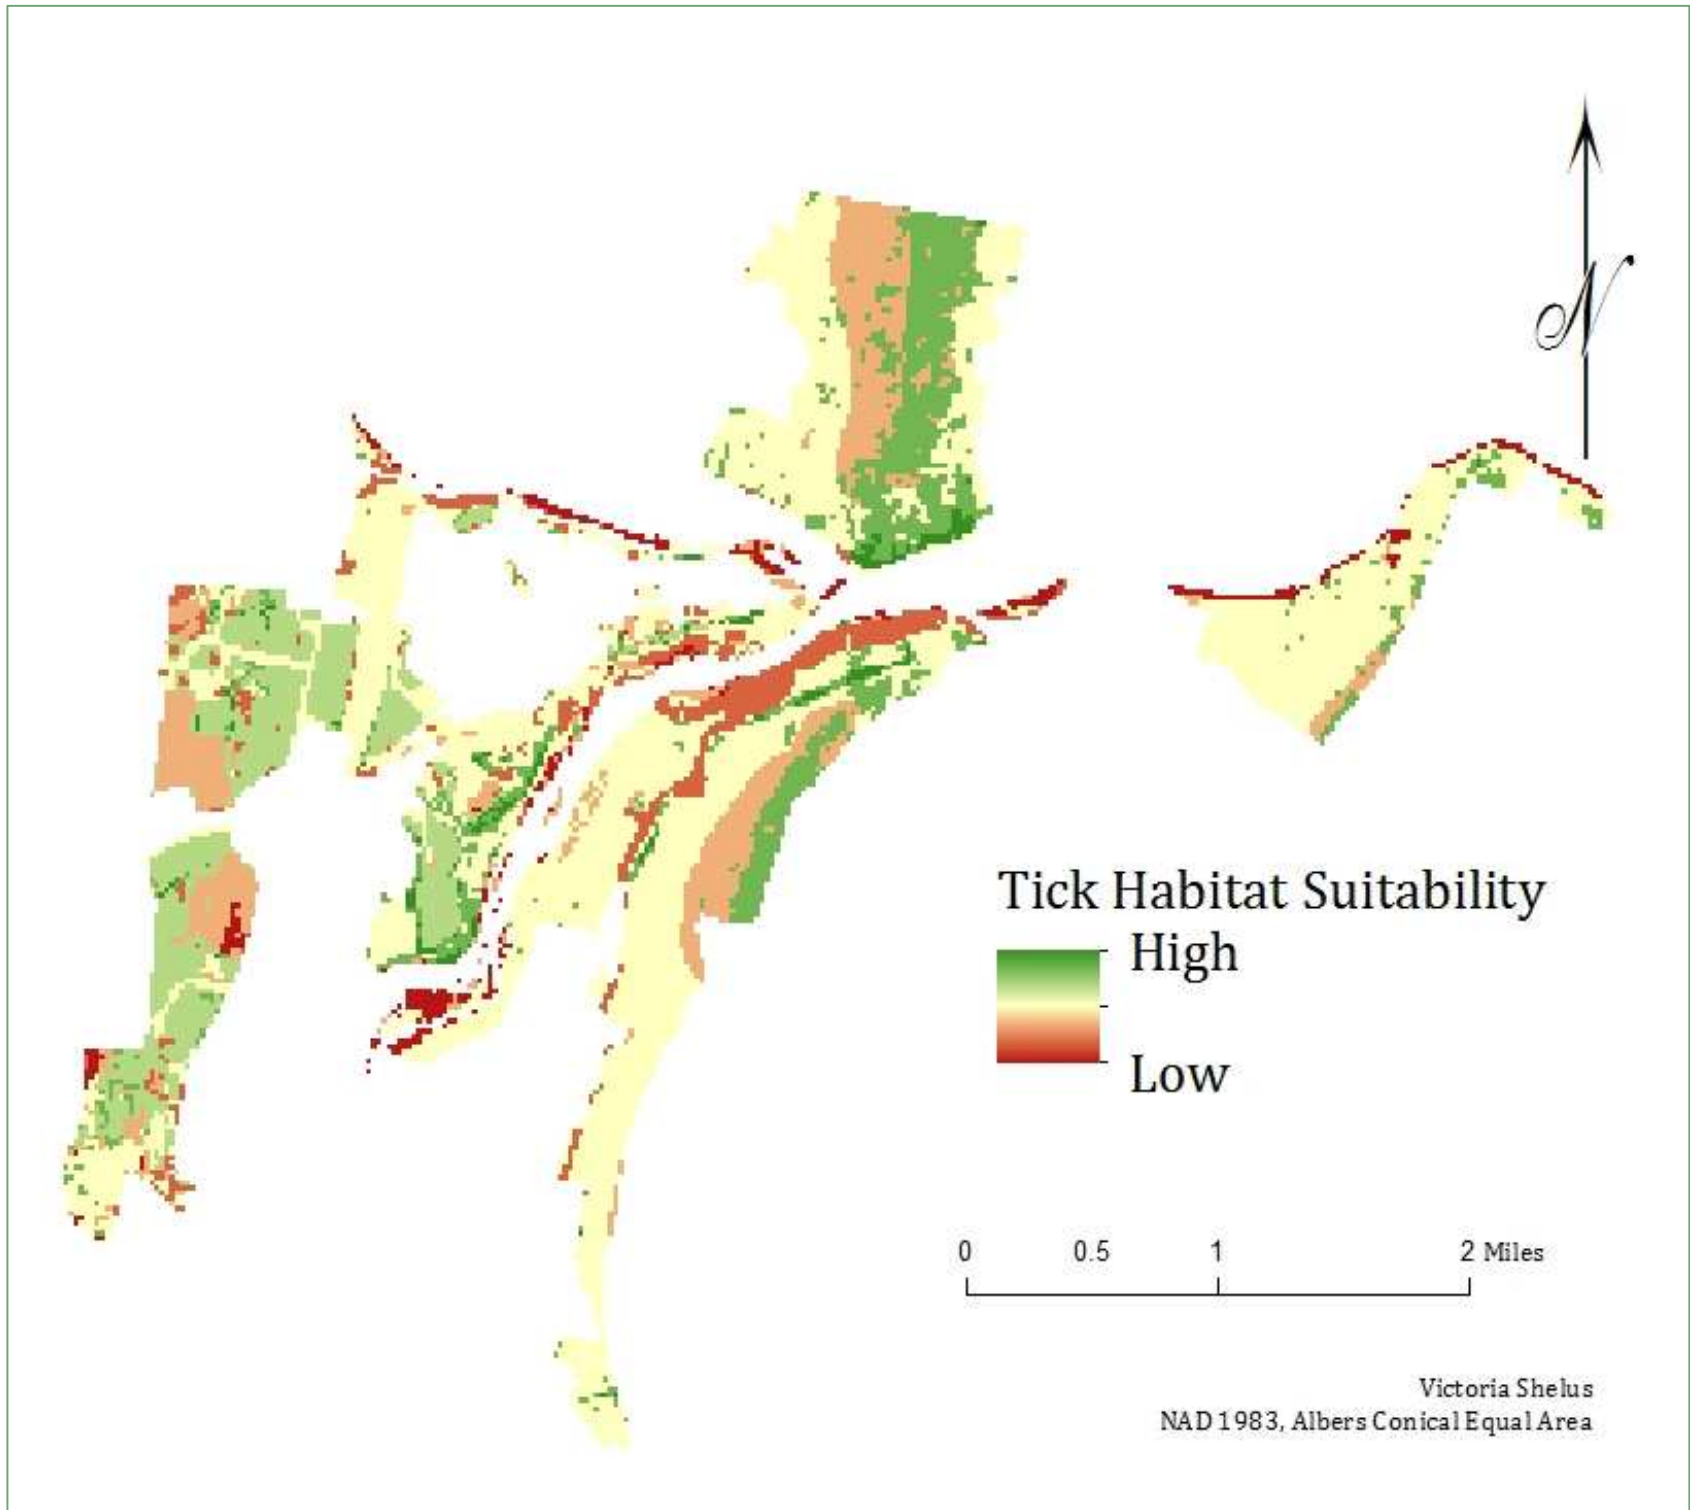 N
Tick Habitat Suitability
High
Low
0 0.5 1 2 Miles
Victoria Shelus
NAD 1983, Albers Conical Equal Area